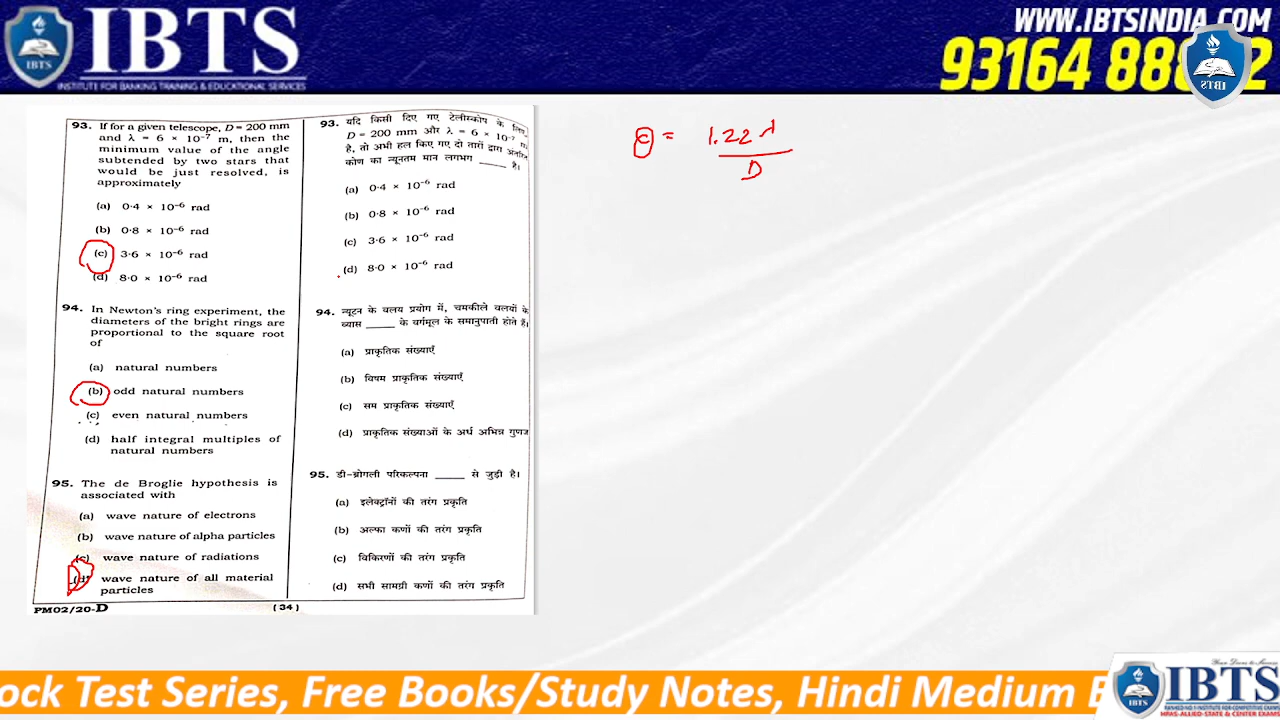 IBTS
INSTITUTE FOR BANKING TRAINING & EDUCATIONAL SERVICES
IBTS
WWW.IBTSINDIA.COM
93164 88
2
IBTS
93. If for a given telescope, D = 200 mm
and λ = 6 × 10⁻⁷ m, then the
minimum value of the angle
subtended by two stars that
would be just resolved, is
approximately
(a) 0·4 × 10⁻⁶ rad
(b) 0·8 × 10⁻⁶ rad
(c) 3·6 × 10⁻⁶ rad
(d) 8·0 × 10⁻⁶ rad
94. In Newton's ring experiment, the
diameters of the bright rings are
proportional to the square root
of
(a) natural numbers
(b) odd natural numbers
(c) even natural numbers
(d) half integral multiples of
natural numbers
95. The de Broglie hypothesis is
associated with
(a) wave nature of electrons
(b) wave nature of alpha particles
(c) wave nature of radiations
(d) wave nature of all material
particles
PM02/20-D
( 34 )
93. यदि किसी दिए गए टेलीस्कोप के लिए,
D = 200 mm और λ = 6 × 10⁻⁷ m
है, तो अभी हल किए गए दो तारों द्वारा अंतरित
कोण का न्यूनतम मान लगभग _____ है।
(a) 0·4 × 10⁻⁶ rad
(b) 0·8 × 10⁻⁶ rad
(c) 3·6 × 10⁻⁶ rad
(d) 8·0 × 10⁻⁶ rad
94. न्यूटन के वलय प्रयोग में, चमकीले वलयों के
व्यास _____ के वर्गमूल के समानुपाती होते हैं।
(a) प्राकृतिक संख्याएँ
(b) विषम प्राकृतिक संख्याएँ
(c) सम प्राकृतिक संख्याएँ
(d) प्राकृतिक संख्याओं के अर्ध अभिन्न गुणज
95. डी-ब्रोगली परिकल्पना _____ से जुड़ी है।
(a) इलेक्ट्रॉनों की तरंग प्रकृति
(b) अल्फा कणों की तरंग प्रकृति
(c) विकिरणों की तरंग प्रकृति
(d) सभी सामग्री कणों की तरंग प्रकृति
θ = 1.22 λ
D
ock Test Series, Free Books/Study Notes, Hindi Medium B
IBTS
IBTS